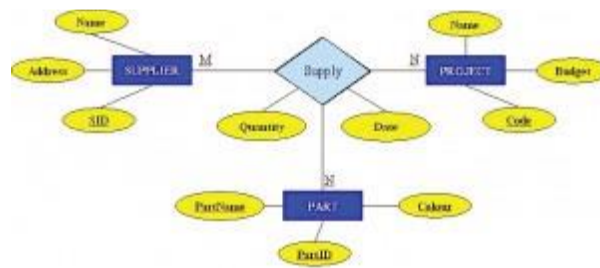 Name
Name
Address
SUPPLIER
M
Supply
N
PROJECT
Budget
SID
Quantity
Date
Code
N
PartName
PART
Colour
PartID